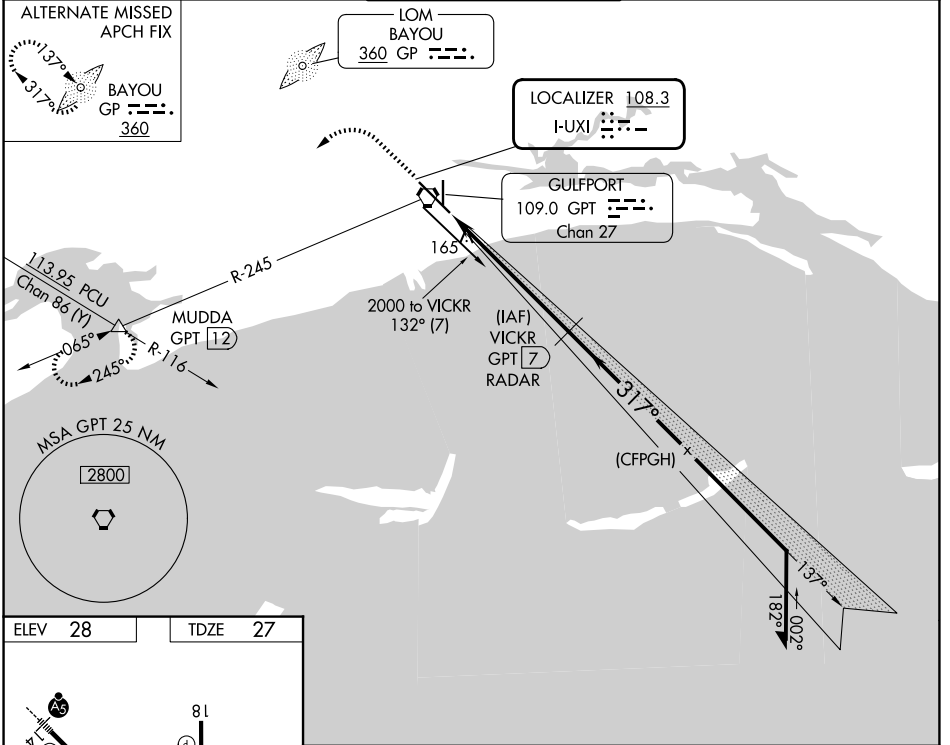 ALTERNATE MISSED
APCH FIX
137°
317°
BAYOU
GP
360
LOM
BAYOU
360 GP
LOCALIZER 108.3
I-UXI
GULFPORT
109.0 GPT
Chan 27
165
R-245
2000 to VICKR
132° (7)
(IAF)
VICKR
GPT 7
RADAR
113.95 PCU
Chan 86 (Y)
MUDDA
GPT 12
065°
245°
R-116
317°
(CFPGH)
x
137°
182°
002°
MSA GPT 25 NM
2800
ELEV 28
TDZE 27
A5
18